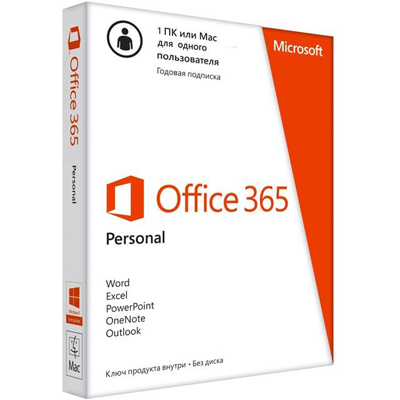 1 ПК или Mac
для одного
пользователя
Годовая подписка
Microsoft
Office 365
Personal
Word
Excel
PowerPoint
OneNote
Outlook
Ключ продукта внутри • Без диска
Office 365
Personal
Mac